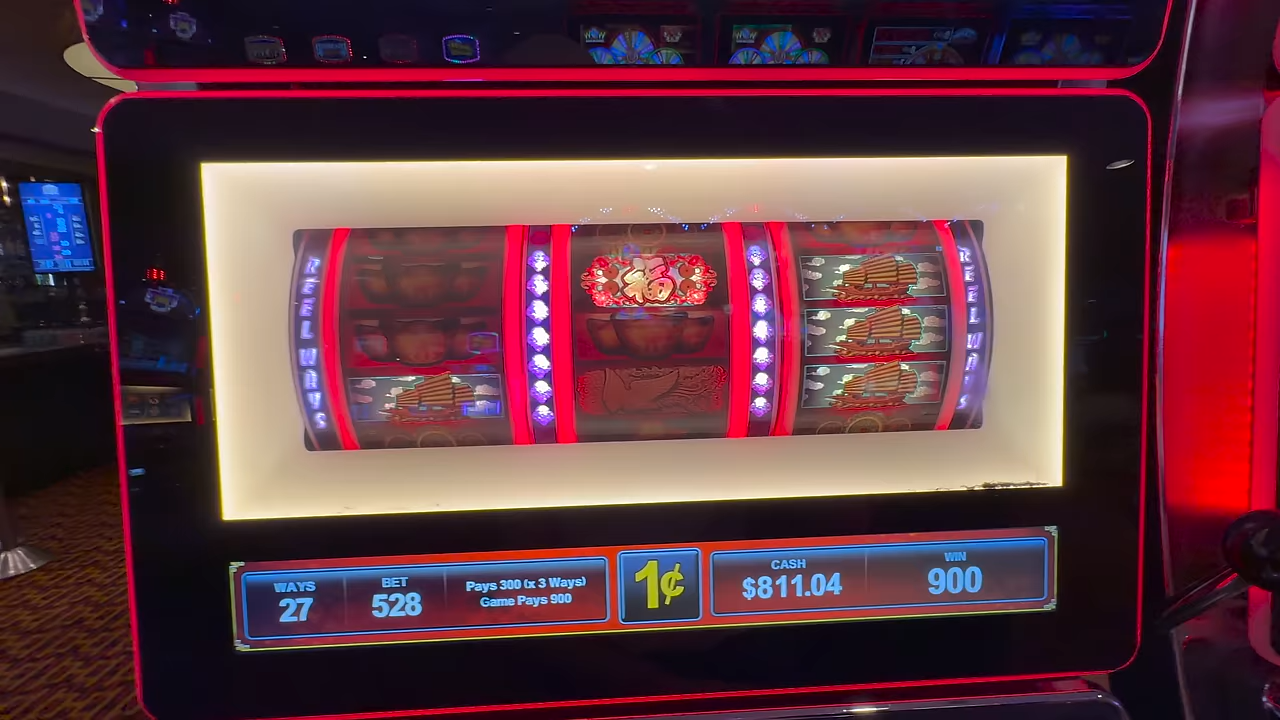 REEL WAYS
福
REEL WAYS
WAYS
27
BET
528
Pays 300 (x 3 Ways)
Game Pays 900
1¢
CASH
$811.04
WIN
900